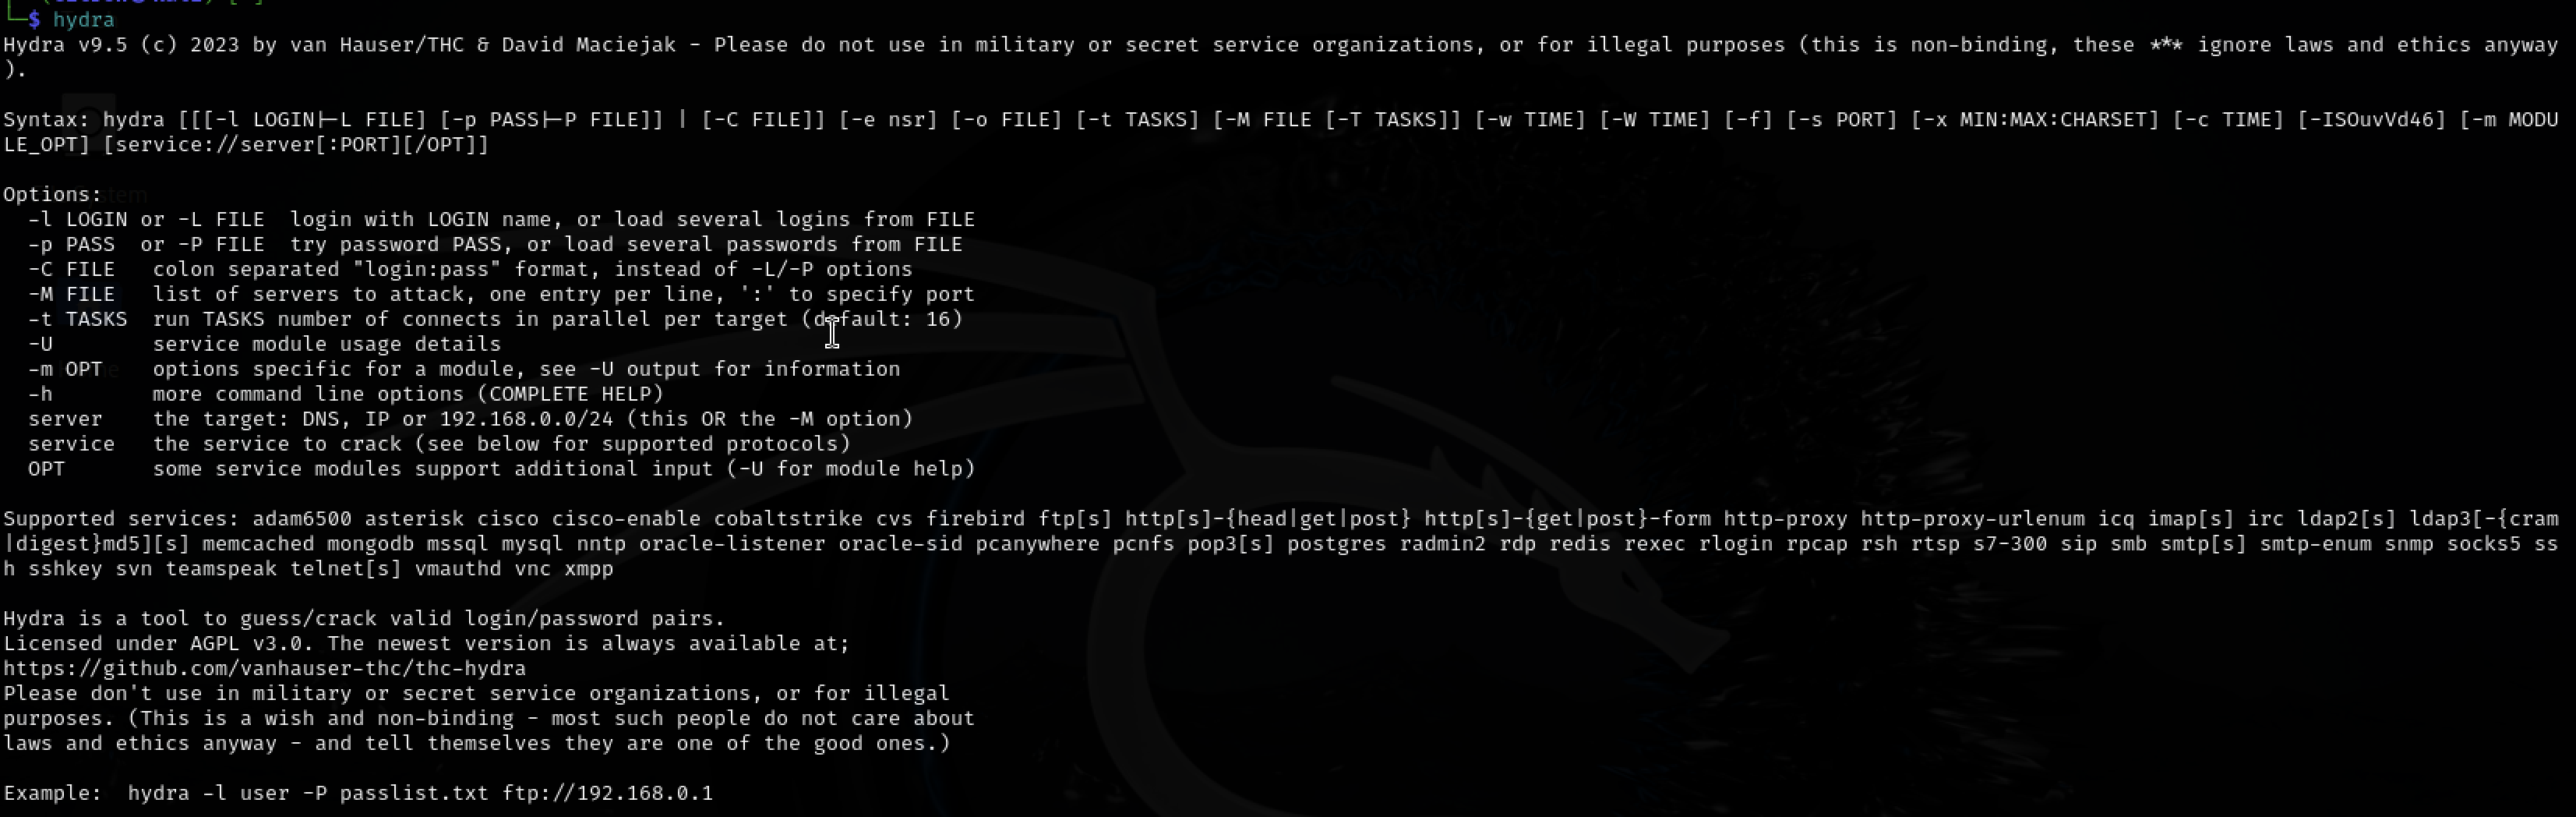 └─$ hydra
Hydra v9.5 (c) 2023 by van Hauser/THC & David Maciejak - Please do not use in military or secret service organizations, or for illegal purposes (this is non-binding, these *** ignore laws and ethics anyway
).
Syntax: hydra [[[-l LOGIN|-L FILE] [-p PASS|-P FILE]] | [-C FILE]] [-e nsr] [-o FILE] [-t TASKS] [-M FILE [-T TASKS]] [-w TIME] [-W TIME] [-f] [-s PORT] [-x MIN:MAX:CHARSET] [-c TIME] [-ISOuvVd46] [-m MODU
LE_OPT] [service://server[:PORT][/OPT]]
Options:
-l LOGIN or -L FILE  login with LOGIN name, or load several logins from FILE
-p PASS  or -P FILE  try password PASS, or load several passwords from FILE
-C FILE   colon separated "login:pass" format, instead of -L/-P options
-M FILE   list of servers to attack, one entry per line, ':' to specify port
-t TASKS  run TASKS number of connects in parallel per target (default: 16)
-U        service module usage details
-m OPT    options specific for a module, see -U output for information
-h        more command line options (COMPLETE HELP)
server    the target: DNS, IP or 192.168.0.0/24 (this OR the -M option)
service   the service to crack (see below for supported protocols)
OPT       some service modules support additional input (-U for module help)
Supported services: adam6500 asterisk cisco cisco-enable cobaltstrike cvs firebird ftp[s] http[s]-{head|get|post} http[s]-{get|post}-form http-proxy http-proxy-urlenum icq imap[s] irc ldap2[s] ldap3[-{cram
|digest}md5][s] memcached mongodb mssql mysql nntp oracle-listener oracle-sid pcanywhere pcnfs pop3[s] postgres radmin2 rdp redis rexec rlogin rpcap rsh rtsp s7-300 sip smb smtp[s] smtp-enum snmp socks5 ss
h sshkey svn teamspeak telnet[s] vmauthd vnc xmpp
Hydra is a tool to guess/crack valid login/password pairs.
Licensed under AGPL v3.0. The newest version is always available at;
https://github.com/vanhauser-thc/thc-hydra
Please don't use in military or secret service organizations, or for illegal
purposes. (This is a wish and non-binding - most such people do not care about
laws and ethics anyway - and tell themselves they are one of the good ones.)
Example:  hydra -l user -P passlist.txt ftp://192.168.0.1